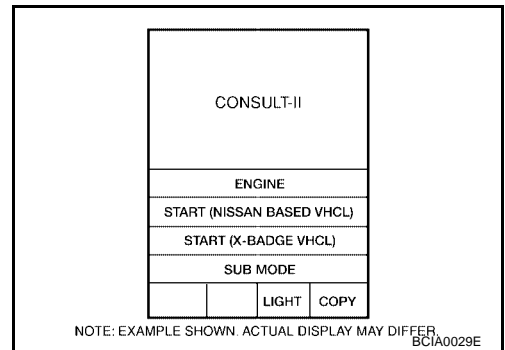 CONSULT-II
ENGINE
START (NISSAN BASED VHCL)
START (X-BADGE VHCL)
SUB MODE
LIGHT COPY
NOTE: EXAMPLE SHOWN. ACTUAL DISPLAY MAY DIFFER.
BCIA0029E